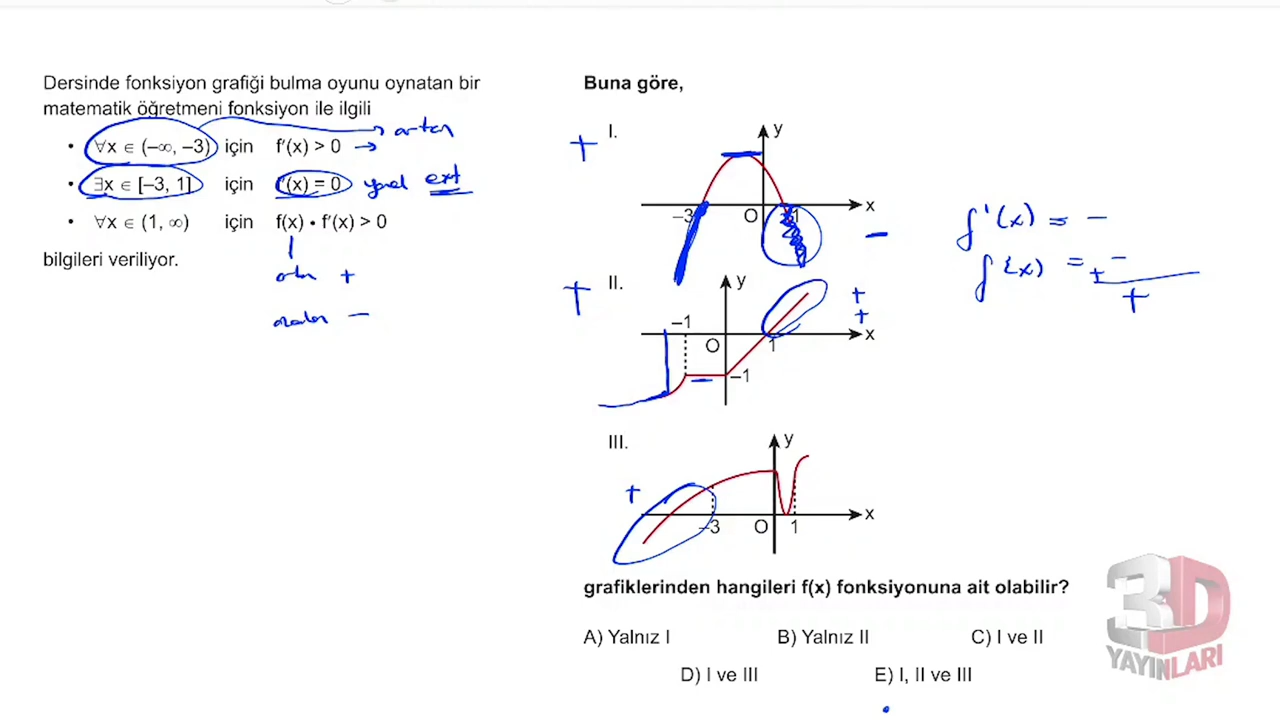 Dersinde fonksiyon grafiği bulma oyunu oynatan bir
matematik öğretmeni fonksiyon ile ilgili
artan
• ∀x ∈ (−∞, −3) için f'(x) > 0 →
• ∃x ∈ [−3, 1] için f'(x) = 0 yerel ext
• ∀x ∈ (1, ∞) için f(x) • f'(x) > 0
bilgileri veriliyor.
+
−
Buna göre,
+ I.
y
−3 O 1 x
−
+ II.
y
+
+
−1 x
O 1
−1
III.
y
+
−3 O 1 x
f'(x) = −
f(x) = −
+
+
grafiklerinden hangileri f(x) fonksiyonuna ait olabilir?
A) Yalnız I B) Yalnız II C) I ve II
D) I ve III E) I, II ve III
3D
YAYINLARI